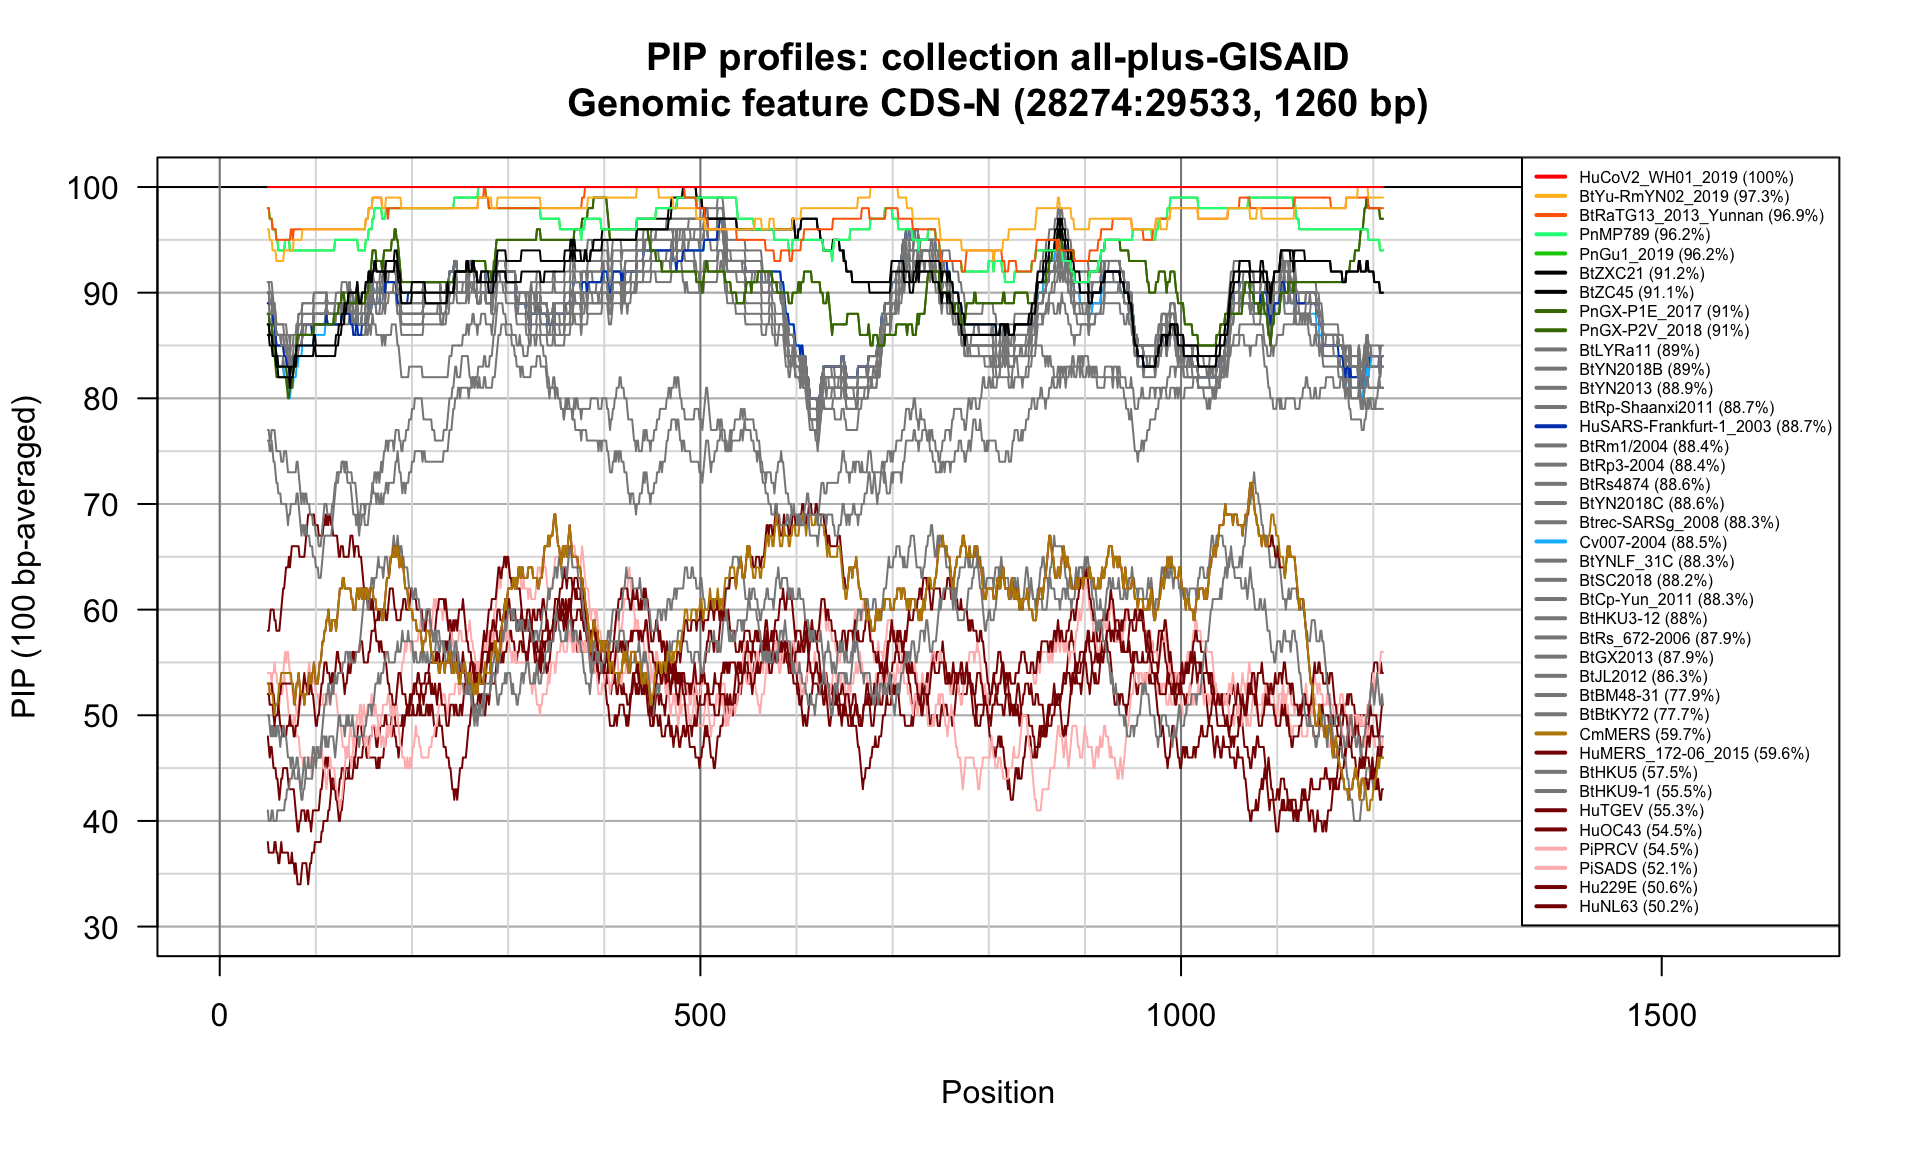 PIP profiles: collection all-plus-GISAID
Genomic feature CDS-N (28274:29533, 1260 bp)
PIP (100 bp-averaged)
100
90
80
70
60
50
40
30
0
500
1000
1500
Position
HuCoV2_WH01_2019 (100%)
BtYu-RmYN02_2019 (97.3%)
BtRaTG13_2013_Yunnan (96.9%)
PnMP789 (96.2%)
PnGu1_2019 (96.2%)
BtZXC21 (91.2%)
BtZC45 (91.1%)
PnGX-P1E_2017 (91%)
PnGX-P2V_2018 (91%)
BtLYRa11 (89%)
BtYN2018B (89%)
BtYN2013 (88.9%)
BtRp-Shaanxi2011 (88.7%)
HuSARS-Frankfurt-1_2003 (88.7%)
BtRm1/2004 (88.4%)
BtRp3-2004 (88.4%)
BtRs4874 (88.6%)
BtYN2018C (88.6%)
Btrec-SARSg_2008 (88.3%)
Cv007-2004 (88.5%)
BtYNLF_31C (88.3%)
BtSC2018 (88.2%)
BtCp-Yun_2011 (88.3%)
BtHKU3-12 (88%)
BtRs_672-2006 (87.9%)
BtGX2013 (87.9%)
BtJL2012 (86.3%)
BtBM48-31 (77.9%)
BtBtKY72 (77.7%)
CmMERS (59.7%)
HuMERS_172-06_2015 (59.6%)
BtHKU5 (57.5%)
BtHKU9-1 (55.5%)
HuTGEV (55.3%)
HuOC43 (54.5%)
PiPRCV (54.5%)
PiSADS (52.1%)
Hu229E (50.6%)
HuNL63 (50.2%)